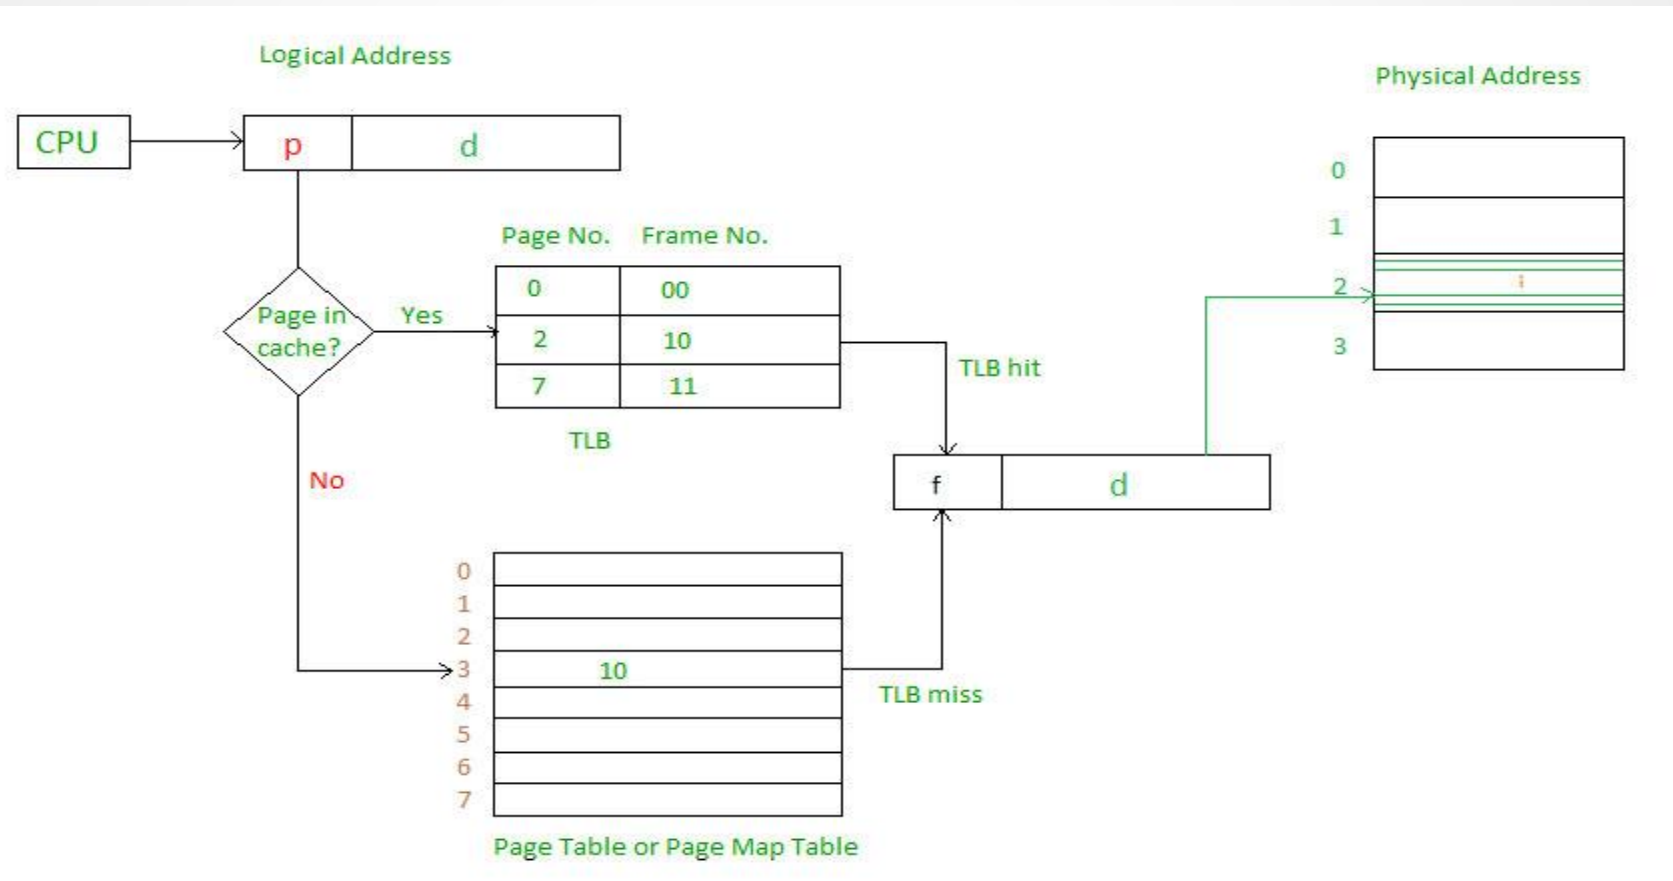 Logical Address
Physical Address
CPU
p d
0
1
2 i
3
Page No. Frame No.
0 00
2 10
7 11
TLB
Page in
cache?
Yes
No
TLB hit
f d
0
1
2
3 10
4
5
6
7
TLB miss
Page Table or Page Map Table